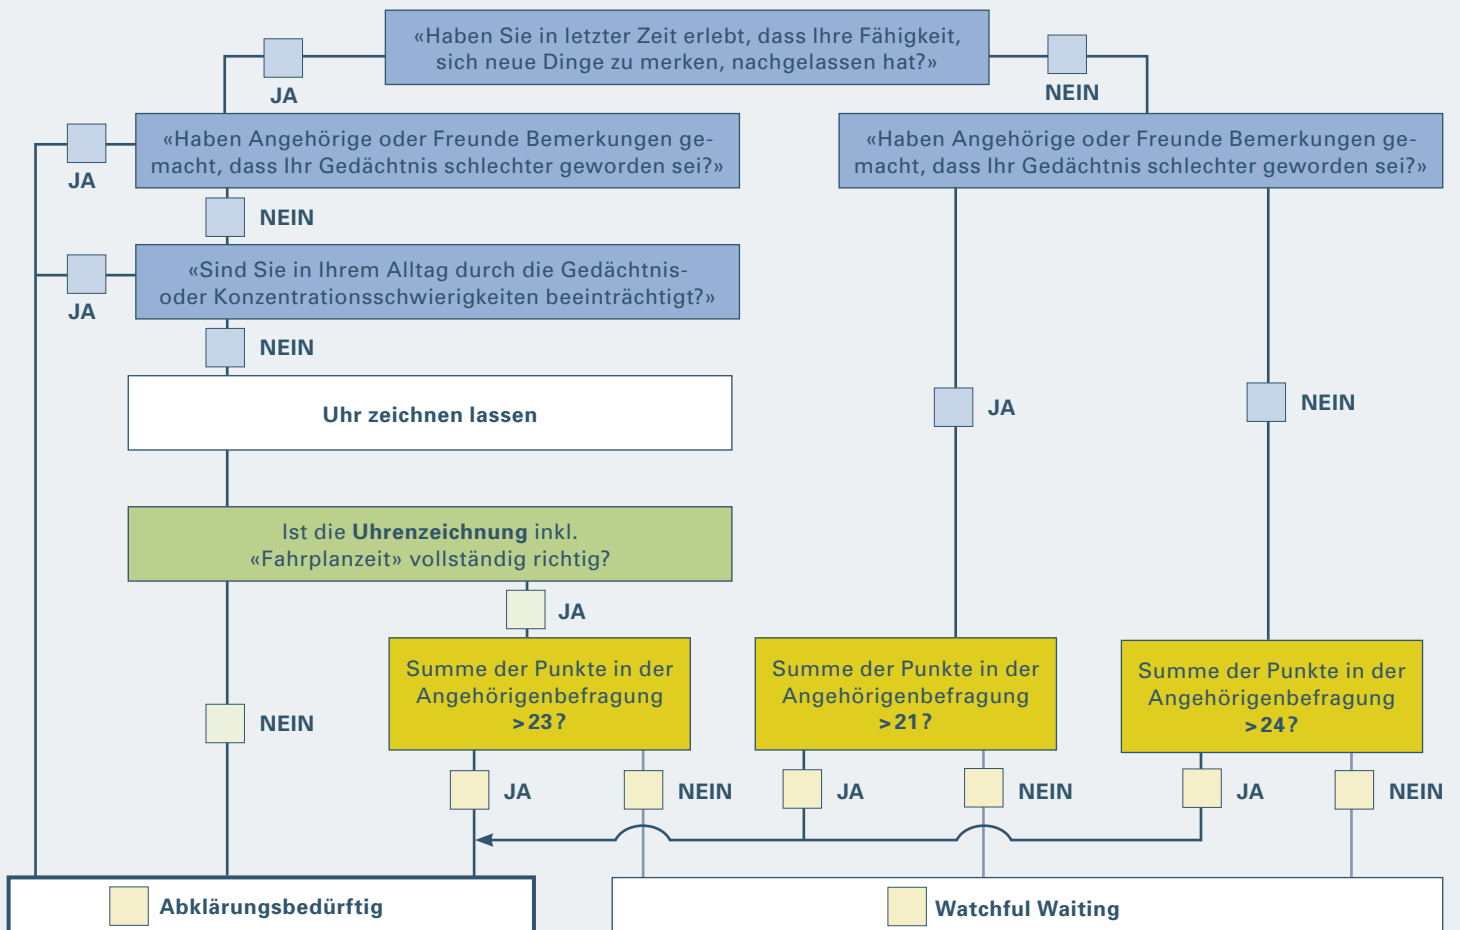 «Haben Sie in letzter Zeit erlebt, dass Ihre Fähigkeit,
sich neue Dinge zu merken, nachgelassen hat?»
JA
NEIN
«Haben Angehörige oder Freunde Bemerkungen ge-
macht, dass Ihr Gedächtnis schlechter geworden sei?»
«Haben Angehörige oder Freunde Bemerkungen ge-
macht, dass Ihr Gedächtnis schlechter geworden sei?»
JA
NEIN
«Sind Sie in Ihrem Alltag durch die Gedächtnis-
oder Konzentrationsschwierigkeiten beeinträchtigt?»
JA
NEIN
Uhr zeichnen lassen
JA
NEIN
Ist die Uhrenzeichnung inkl.
«Fahrplanzeit» vollständig richtig?
JA
NEIN
Summe der Punkte in der
Angehörigenbefragung
>23?
Summe der Punkte in der
Angehörigenbefragung
>21?
Summe der Punkte in der
Angehörigenbefragung
>24?
JA
NEIN
JA
NEIN
JA
NEIN
Abklärungsbedürftig
Watchful Waiting